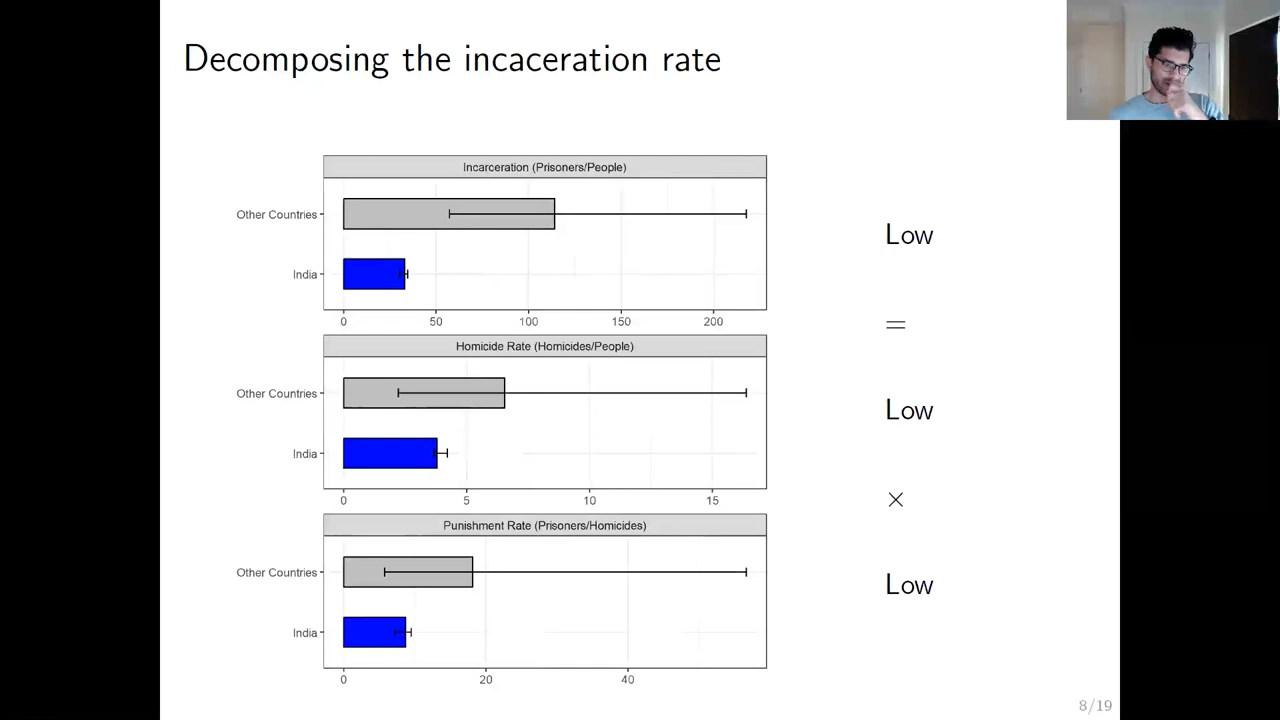 Decomposing the incaceration rate
Incarceration (Prisoners/People)
Other Countries
India
0 50 100 150 200
Low
=
Homicide Rate (Homicides/People)
Other Countries
India
0 5 10 15
Low
×
Punishment Rate (Prisoners/Homicides)
Other Countries
India
0 20 40
Low
8/19